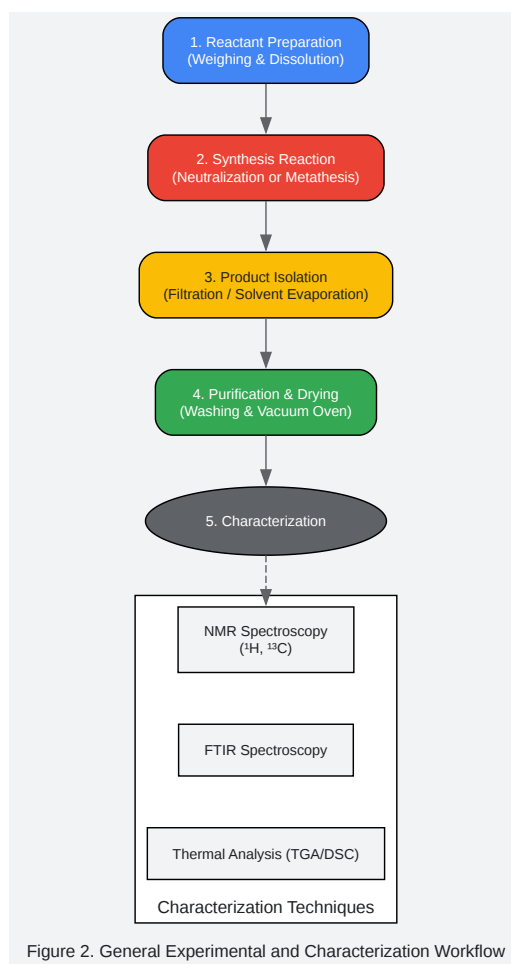 1. Reactant Preparation
(Weighing & Dissolution)
2. Synthesis Reaction
(Neutralization or Metathesis)
3. Product Isolation
(Filtration / Solvent Evaporation)
4. Purification & Drying
(Washing & Vacuum Oven)
5. Characterization
NMR Spectroscopy
(¹H, ¹³C)
FTIR Spectroscopy
Thermal Analysis (TGA/DSC)
Characterization Techniques
Figure 2. General Experimental and Characterization Workflow